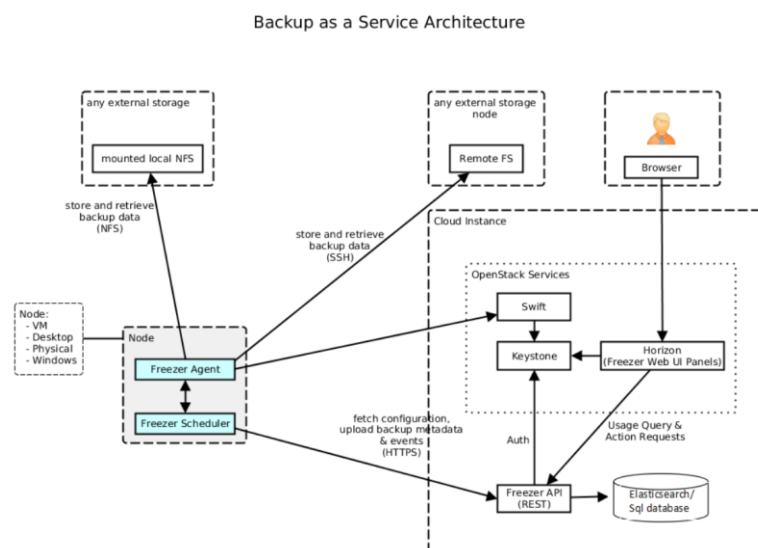 Backup as a Service Architecture
any external storage
mounted local NFS
any external storage
node
Remote FS
Browser
store and retrieve
backup data
(NFS)
store and retrieve
backup data
(SSH)
Cloud Instance
OpenStack Services
Swift
Keystone
Horizon
(Freezer Web UI Panels)
Node:
- VM
- Desktop
- Physical
- Windows
Node
Freezer Agent
Freezer Scheduler
fetch configuration,
upload backup metadata
& events
(HTTPS)
Auth
Usage Query &
Action Requests
Freezer API
(REST)
Elasticsearch/
Sql database